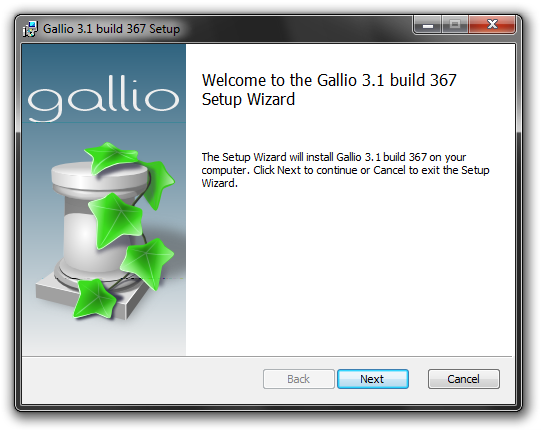 Gallio 3.1 build 367 Setup
gallio
Welcome to the Gallio 3.1 build 367
Setup Wizard
The Setup Wizard will install Gallio 3.1 build 367 on your
computer. Click Next to continue or Cancel to exit the Setup
Wizard.
Back
Next
Cancel